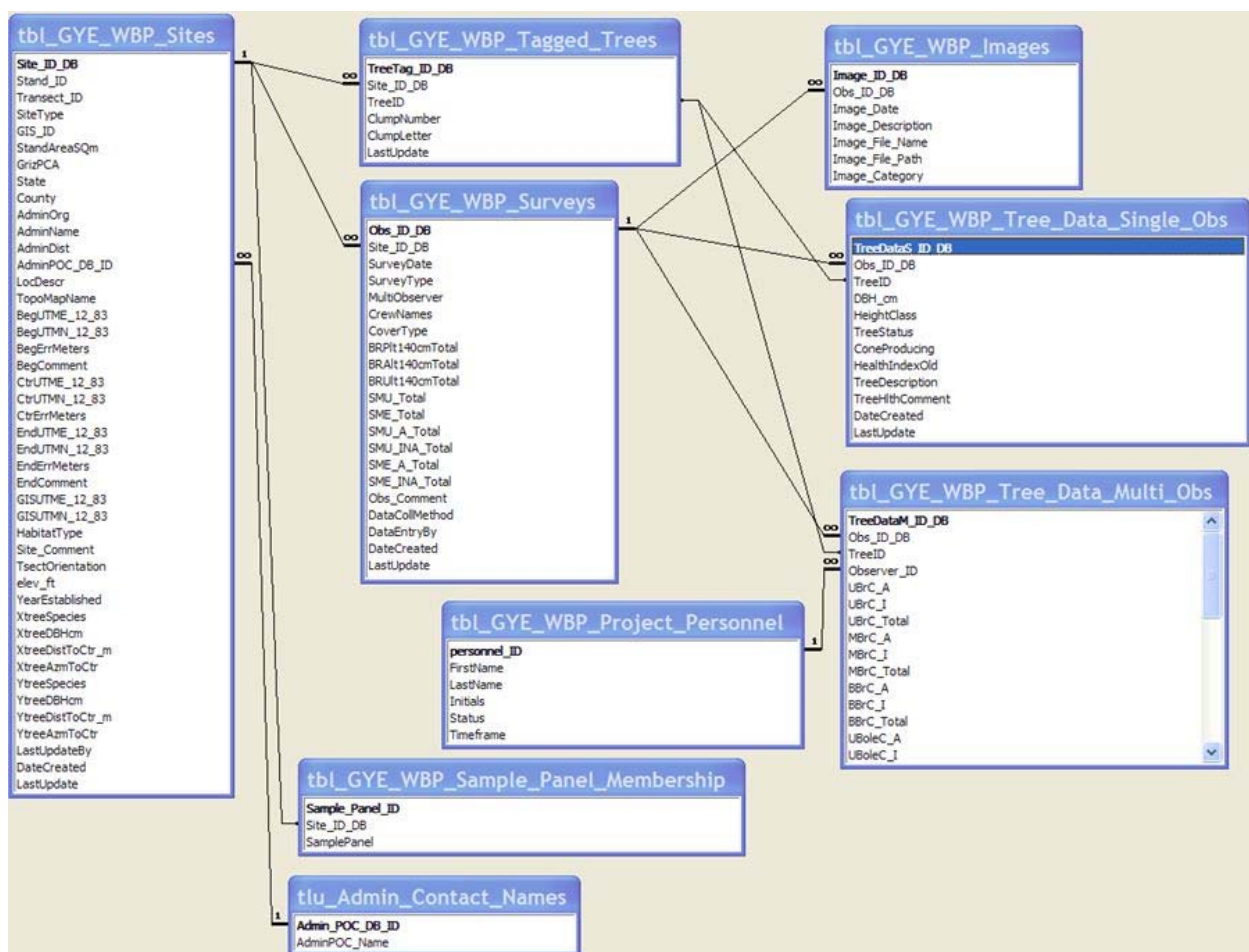 tbl_GYE_WBP_Sites
Site_ID_DB
Stand_ID
Transect_ID
SiteType
GIS_ID
StandAreaSQm
GrizPCA
State
County
AdminOrg
AdminName
AdminDist
AdminPOC_DB_ID
LocDescr
TopoMapName
BegUTME_12_83
BegUTMN_12_83
BegErrMeters
BegComment
CtrUTME_12_83
CtrUTMN_12_83
CtrErrMeters
EndUTME_12_83
EndUTMN_12_83
EndErrMeters
EndComment
GISUTME_12_83
GISUTMN_12_83
HabitatType
Site_Comment
TsectOrientation
elev_ft
YearEstablished
XtreeSpecies
XtreeDBHcm
XtreeDistToCtr_m
XtreeAzmToCtr
YtreeSpecies
YtreeDBHcm
YtreeDistToCtr_m
YtreeAzmToCtr
LastUpdateBy
DateCreated
LastUpdate
1
∞
tbl_GYE_WBP_Tagged_Trees
TreeTag_ID_DB
Site_ID_DB
TreeID
ClumpNumber
ClumpLetter
LastUpdate
∞
tbl_GYE_WBP_Surveys
Obs_ID_DB
Site_ID_DB
SurveyDate
SurveyType
MultiObserver
CrewNames
CoverType
BRPlt140cmTotal
BRAlt140cmTotal
BRUlt140cmTotal
SMU_Total
SME_Total
SMU_A_Total
SMU_INA_Total
SME_A_Total
SME_INA_Total
Obs_Comment
DataCollMethod
DataEntryBy
DateCreated
LastUpdate
∞
1
tbl_GYE_WBP_Images
Image_ID_DB
Obs_ID_DB
Image_Date
Image_Description
Image_File_Name
Image_File_Path
Image_Category
∞
tbl_GYE_WBP_Tree_Data_Single_Obs
TreeDataS_ID_DB
Obs_ID_DB
TreeID
DBH_cm
HeightClass
TreeStatus
ConeProducing
HealthIndexOld
TreeDescription
TreeHlthComment
DateCreated
LastUpdate
∞
tbl_GYE_WBP_Tree_Data_Multi_Obs
TreeDataM_ID_DB
Obs_ID_DB
TreeID
Observer_ID
UBrC_A
UBrC_I
UBrC_Total
MBrC_A
MBrC_I
MBrC_Total
BBrC_A
BBrC_I
BBrC_Total
UBoleC_A
UBoleC_I
∞
∞
tbl_GYE_WBP_Project_Personnel
personnel_ID
FirstName
LastName
Initials
Status
Timeframe
1
tbl_GYE_WBP_Sample_Panel_Membership
Sample_Panel_ID
Site_ID_DB
SamplePanel
tlu_Admin_Contact_Names
Admin_POC_DB_ID
AdminPOC_Name
1